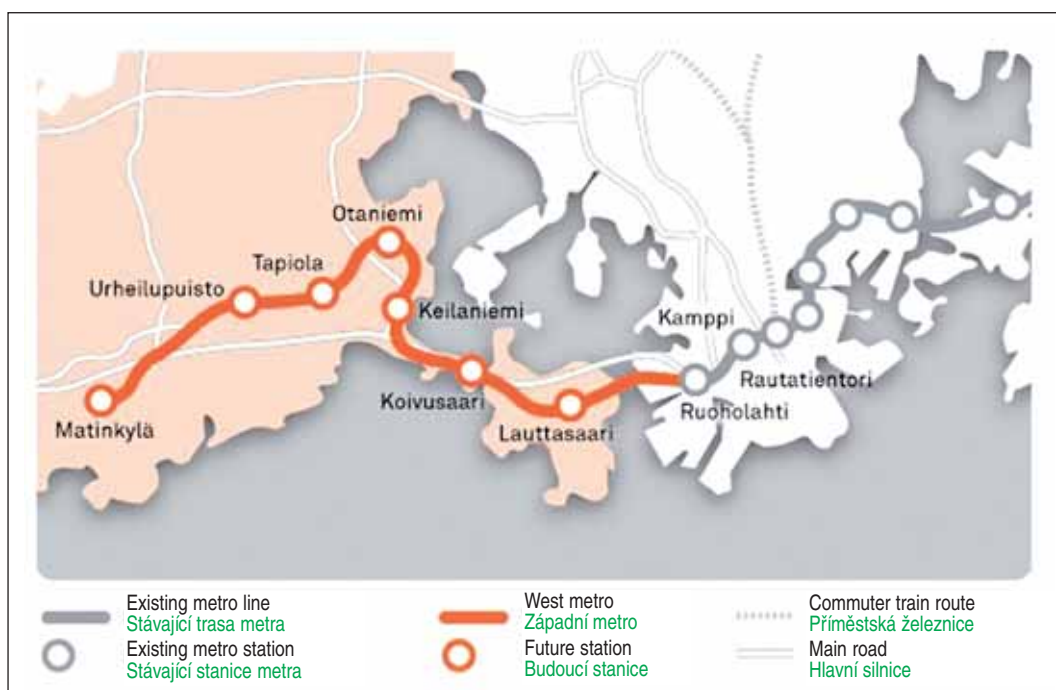 Otaniemi
Tapiola
Urheilupuisto
Keilaniemi
Kamppi
Rautatientori
Koivusaari
Ruoholahti
Matinkylä
Lauttasaari
Existing metro line
Stávající trasa metra
Existing metro station
Stávající stanice metra
West metro
Západní metro
Future station
Budoucí stanice
Commuter train route
Příměstská železnice
Main road
Hlavní silnice